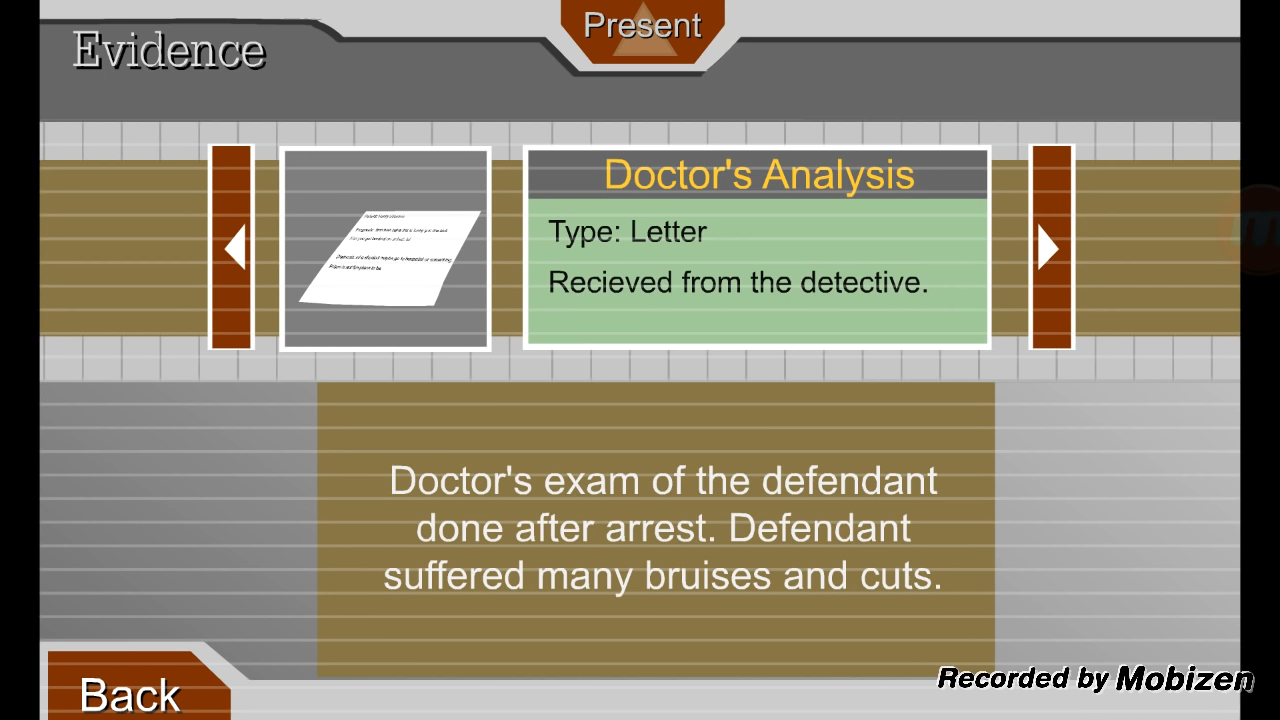 Present
Evidence
Doctor's Analysis
Type: Letter
Recieved from the detective.
Doctor's exam of the defendant
done after arrest. Defendant
suffered many bruises and cuts.
Back
Recorded by Mobizen